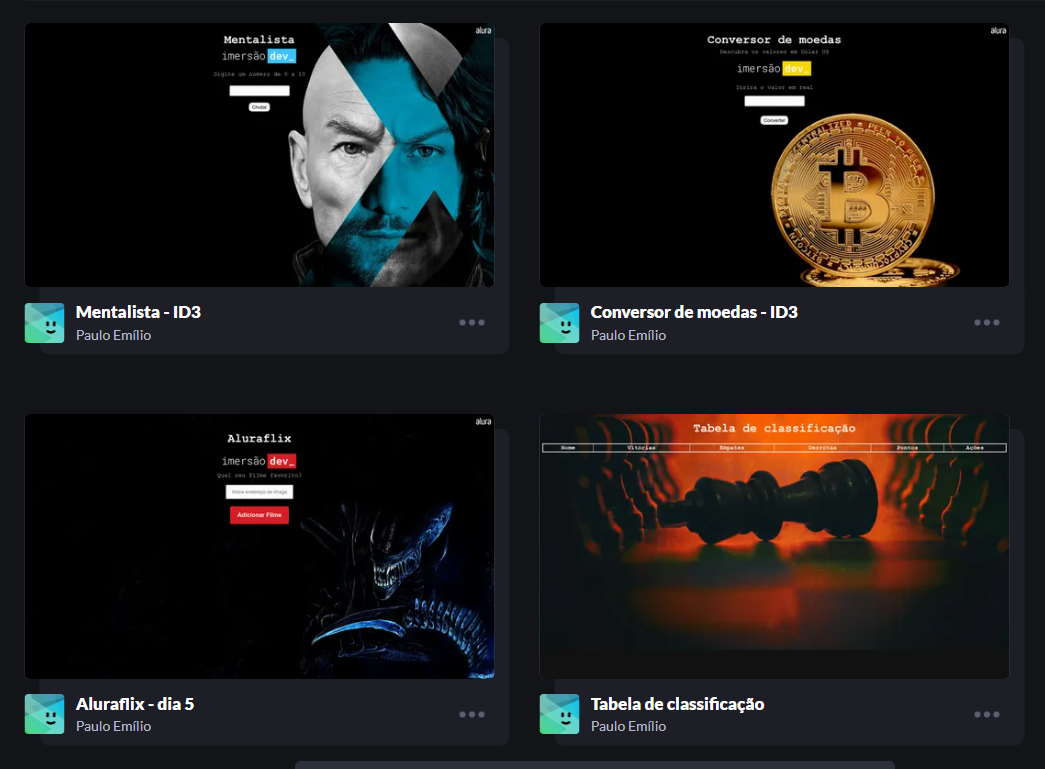 alura
Mentalista
imersão dev_
Digite um número de 0 a 10
Chutar
Mentalista - ID3
Paulo Emílio
alura
Conversor de moedas
Descubra os valores em Dólar US
imersão dev_
Insira o valor em real
Converter
BITCOIN
Conversor de moedas - ID3
Paulo Emílio
alura
Aluraflix
imersão dev_
Qual seu filme favorito?
Insira endereço da imagem
Adicionar Filme
Aluraflix - dia 5
Paulo Emílio
Tabela de classificação
Nome Vitórias Empates Derrotas Pontos Ações
Tabela de classificação
Paulo Emílio